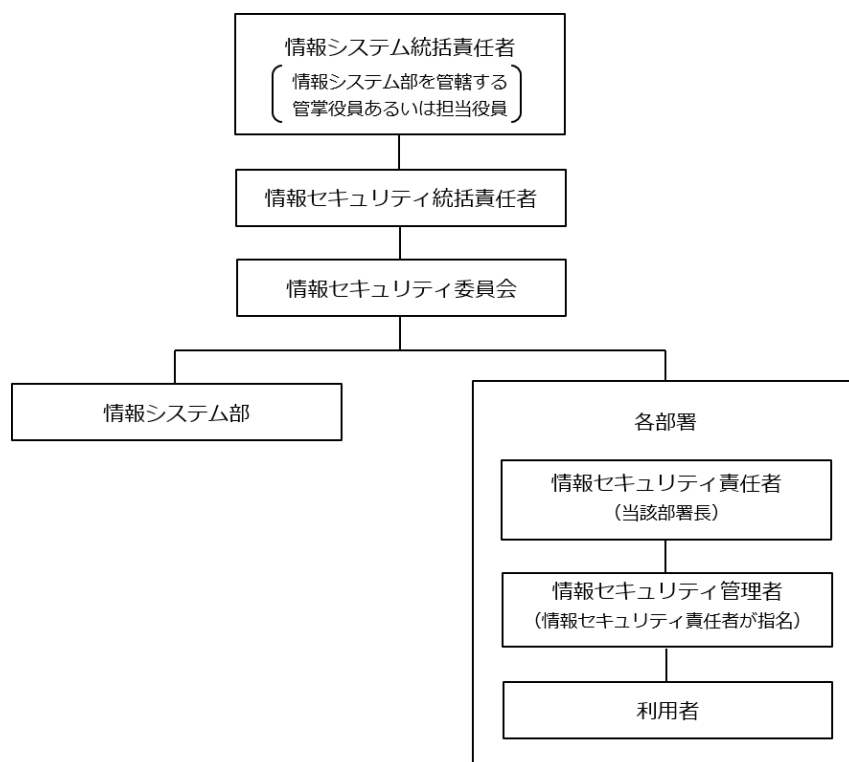 情報システム統括責任者
情報システム部を管轄する
管掌役員あるいは担当役員
情報セキュリティ統括責任者
情報セキュリティ委員会
情報システム部
各部署
情報セキュリティ責任者
（当該部署長）
情報セキュリティ管理者
（情報セキュリティ責任者が指名）
利用者